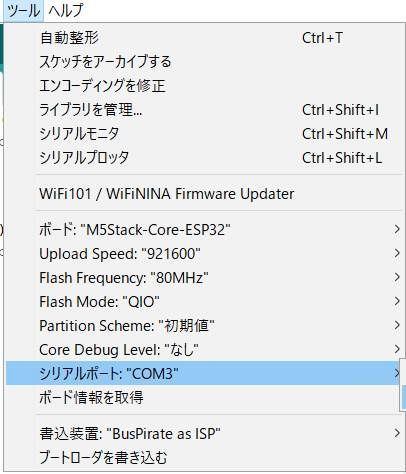 ツール ヘルプ
自動整形 Ctrl+T
スケッチをアーカイブする
エンコーディングを修正
ライブラリを管理... Ctrl+Shift+I
シリアルモニタ Ctrl+Shift+M
シリアルプロッタ Ctrl+Shift+L
WiFi101 / WiFiNINA Firmware Updater
ボード: "M5Stack-Core-ESP32"
Upload Speed: "921600"
Flash Frequency: "80MHz"
Flash Mode: "QIO"
Partition Scheme: "初期値"
Core Debug Level: "なし"
シリアルポート: "COM3"
ボード情報を取得
書込装置: "BusPirate as ISP"
ブートローダを書き込む